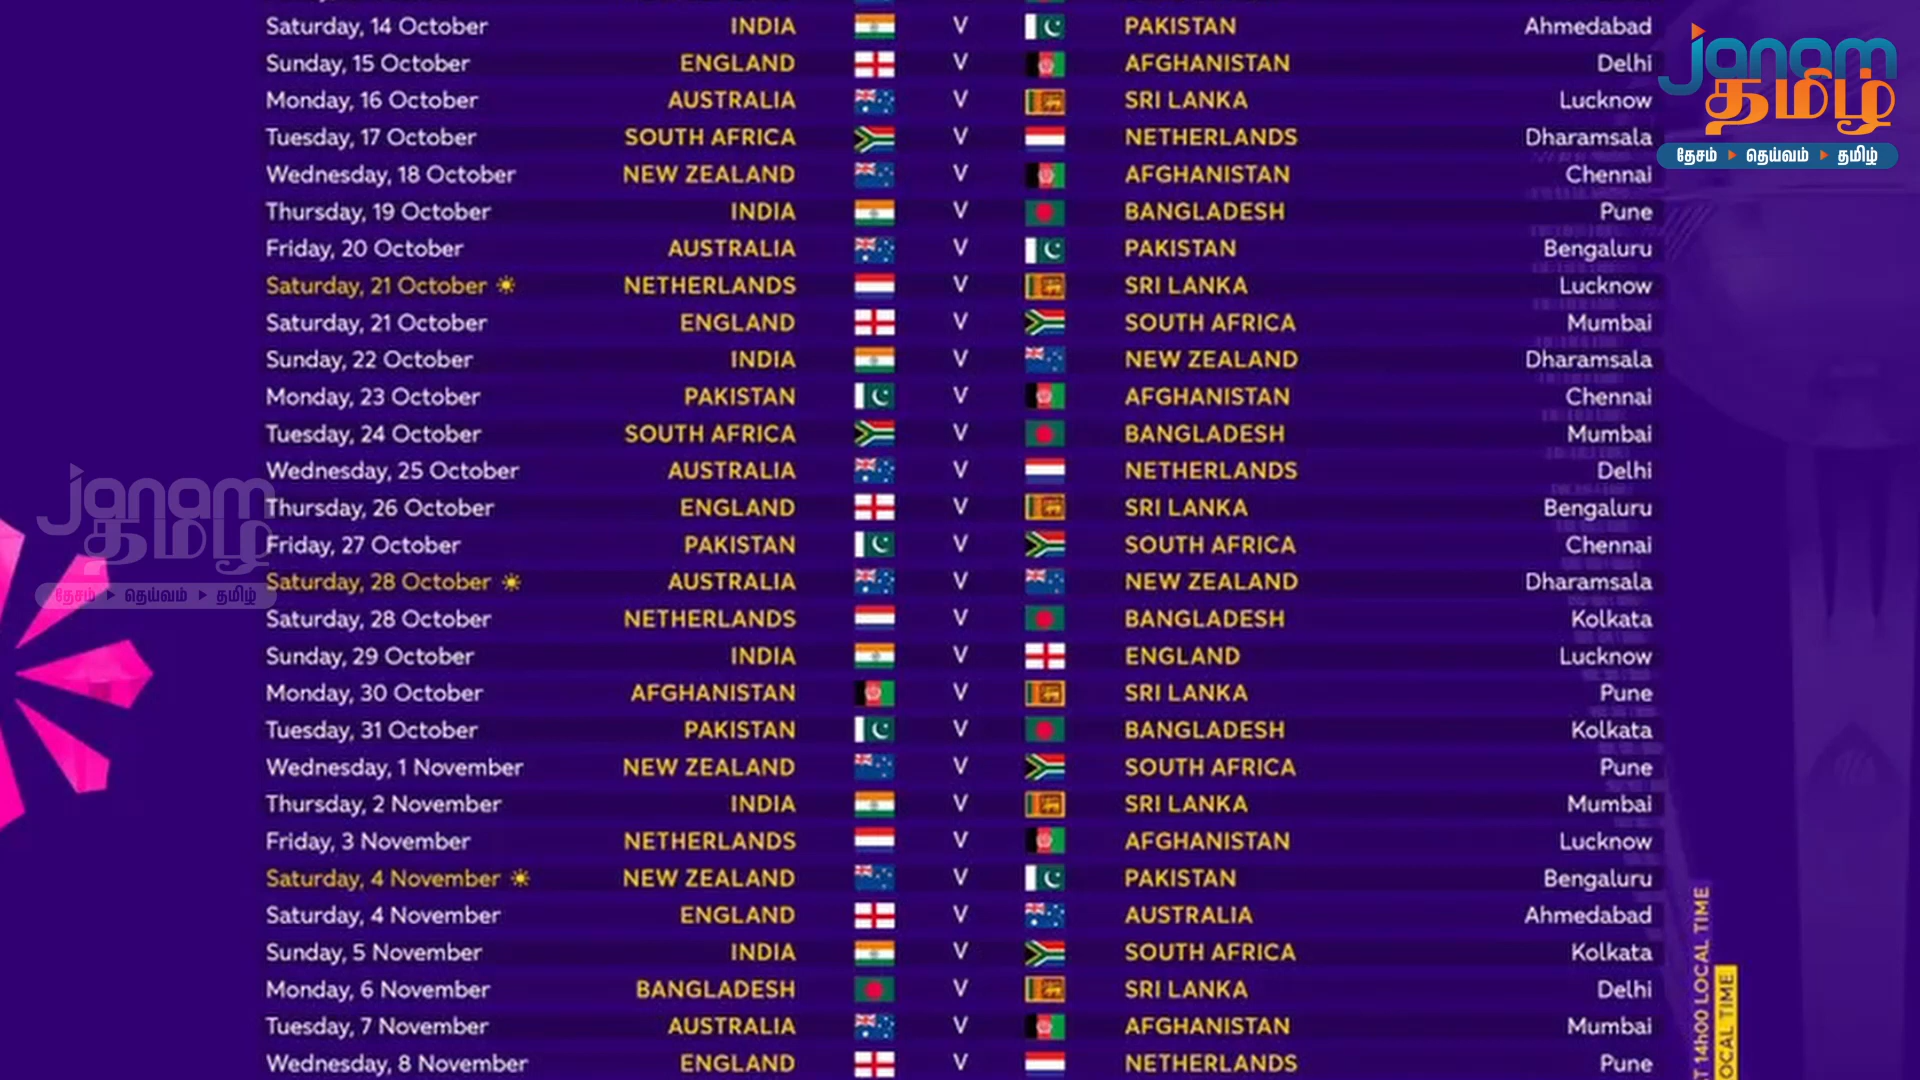 Saturday, 14 October INDIA V PAKISTAN Ahmedabad
Sunday, 15 October ENGLAND V AFGHANISTAN Delhi
Monday, 16 October AUSTRALIA V SRI LANKA Lucknow
Tuesday, 17 October SOUTH AFRICA V NETHERLANDS Dharamsala
Wednesday, 18 October NEW ZEALAND V AFGHANISTAN Chennai
Thursday, 19 October INDIA V BANGLADESH Pune
Friday, 20 October AUSTRALIA V PAKISTAN Bengaluru
Saturday, 21 October NETHERLANDS V SRI LANKA Lucknow
Saturday, 21 October ENGLAND V SOUTH AFRICA Mumbai
Sunday, 22 October INDIA V NEW ZEALAND Dharamsala
Monday, 23 October PAKISTAN V AFGHANISTAN Chennai
Tuesday, 24 October SOUTH AFRICA V BANGLADESH Mumbai
Wednesday, 25 October AUSTRALIA V NETHERLANDS Delhi
Thursday, 26 October ENGLAND V SRI LANKA Bengaluru
Friday, 27 October PAKISTAN V SOUTH AFRICA Chennai
Saturday, 28 October AUSTRALIA V NEW ZEALAND Dharamsala
Saturday, 28 October NETHERLANDS V BANGLADESH Kolkata
Sunday, 29 October INDIA V ENGLAND Lucknow
Monday, 30 October AFGHANISTAN V SRI LANKA Pune
Tuesday, 31 October PAKISTAN V BANGLADESH Kolkata
Wednesday, 1 November NEW ZEALAND V SOUTH AFRICA Pune
Thursday, 2 November INDIA V SRI LANKA Mumbai
Friday, 3 November NETHERLANDS V AFGHANISTAN Lucknow
Saturday, 4 November NEW ZEALAND V PAKISTAN Bengaluru
Saturday, 4 November ENGLAND V AUSTRALIA Ahmedabad
Sunday, 5 November INDIA V SOUTH AFRICA Kolkata
Monday, 6 November BANGLADESH V SRI LANKA Delhi
Tuesday, 7 November AUSTRALIA V AFGHANISTAN Mumbai
Wednesday, 8 November ENGLAND V NETHERLANDS Pune
Janam
தமிழ்
தேசம் தெய்வம் தமிழ்
Janam
தமிழ்
தேசம் தெய்வம் தமிழ்
14h00 LOCAL TIME
TIME